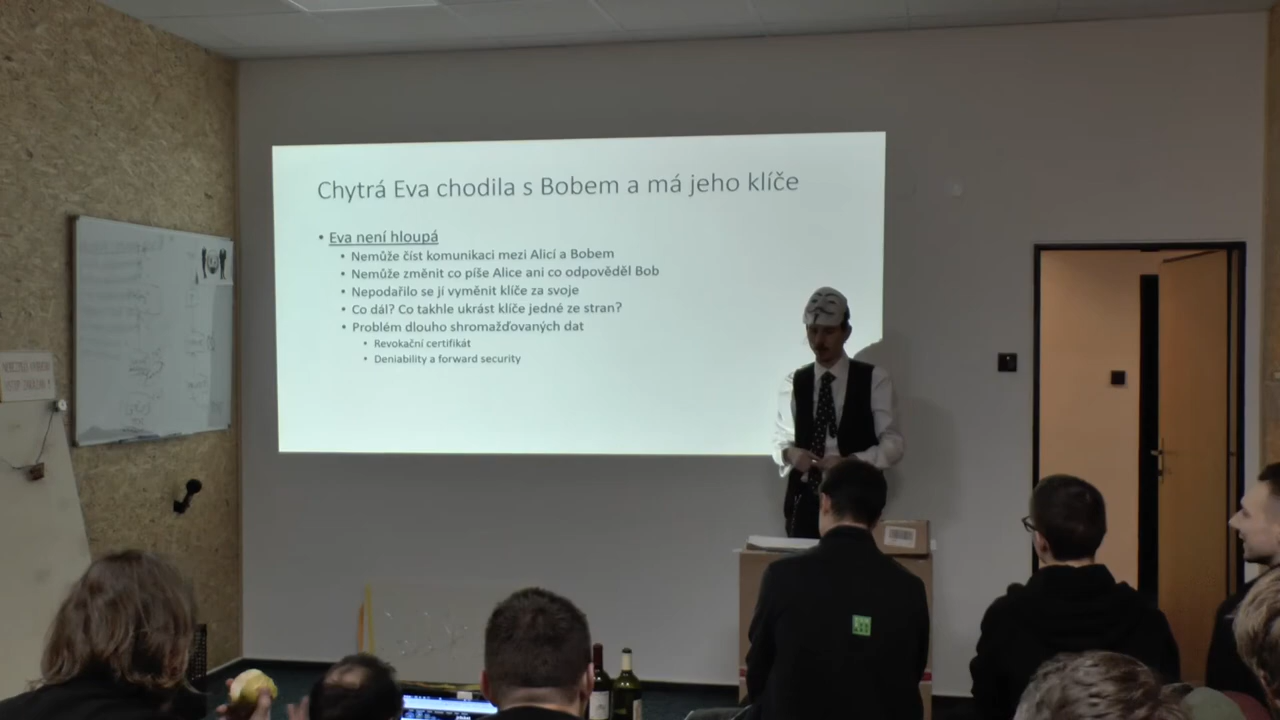 Chytrá Eva chodila s Bobem a má jeho klíče
• Eva není hloupá
• Nemůže číst komunikaci mezi Alicí a Bobem
• Nemůže změnit co píše Alice ani co odpověděl Bob
• Nepodařilo se jí vyměnit klíče za svoje
• Co dál? Co takhle ukrást klíče jedné ze stran?
• Problém dlouho shromažďovaných dat
• Revokační certifikát
• Deniability a forward security